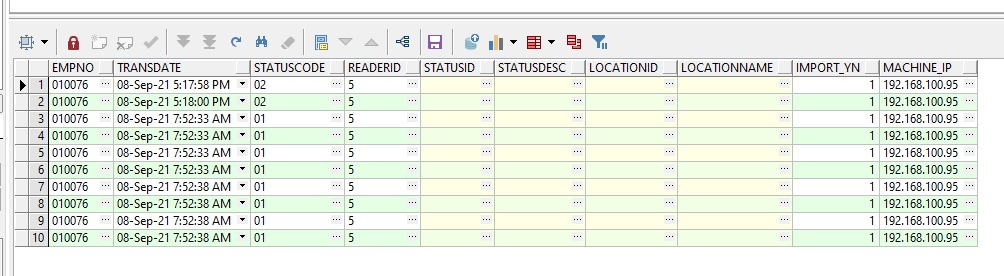 EMPNO TRANSDATE STATUSCODE READERID STATUSID STATUSDESC LOCATIONID LOCATIONNAME IMPORT_YN MACHINE_IP
1 010076 08-Sep-21 5:17:58 PM 02 5 1 192.168.100.95
2 010076 08-Sep-21 5:18:00 PM 02 5 1 192.168.100.95
3 010076 08-Sep-21 7:52:33 AM 01 5 1 192.168.100.95
4 010076 08-Sep-21 7:52:33 AM 01 5 1 192.168.100.95
5 010076 08-Sep-21 7:52:33 AM 01 5 1 192.168.100.95
6 010076 08-Sep-21 7:52:33 AM 01 5 1 192.168.100.95
7 010076 08-Sep-21 7:52:38 AM 01 5 1 192.168.100.95
8 010076 08-Sep-21 7:52:38 AM 01 5 1 192.168.100.95
9 010076 08-Sep-21 7:52:38 AM 01 5 1 192.168.100.95
10 010076 08-Sep-21 7:52:38 AM 01 5 1 192.168.100.95